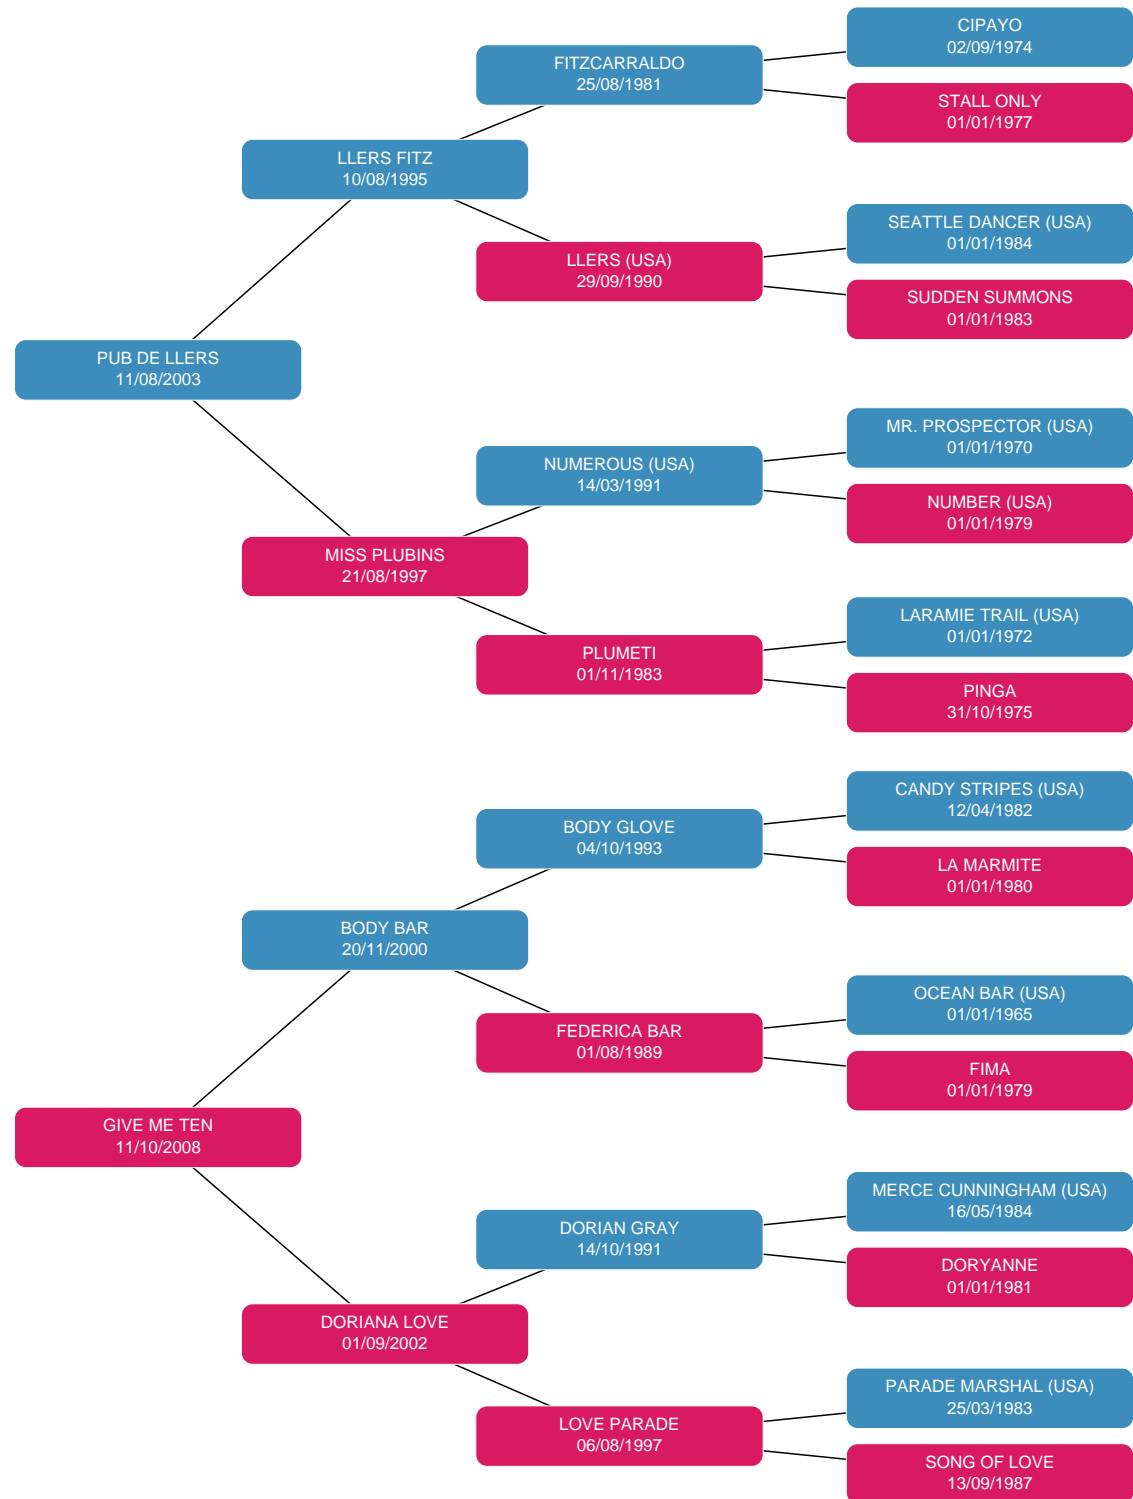 CIPAYO
02/09/1974
FITZCARRALDO
25/08/1981
STALL ONLY
01/01/1977
LLERS FITZ
10/08/1995
SEATTLE DANCER (USA)
01/01/1984
LLERS (USA)
29/09/1990
SUDDEN SUMMONS
01/01/1983
PUB DE LLERS
11/08/2003
MR. PROSPECTOR (USA)
01/01/1970
NUMEROUS (USA)
14/03/1991
NUMBER (USA)
01/01/1979
MISS PLUBINS
21/08/1997
LARAMIE TRAIL (USA)
01/01/1972
PLUMETI
01/11/1983
PINGA
31/10/1975
CANDY STRIPES (USA)
12/04/1982
BODY GLOVE
04/10/1993
LA MARMITE
01/01/1980
BODY BAR
20/11/2000
OCEAN BAR (USA)
01/01/1965
FEDERICA BAR
01/08/1989
FIMA
01/01/1979
GIVE ME TEN
11/10/2008
MERCE CUNNINGHAM (USA)
16/05/1984
DORIAN GRAY
14/10/1991
DORYANNE
01/01/1981
DORIANA LOVE
01/09/2002
PARADE MARSHAL (USA)
25/03/1983
LOVE PARADE
06/08/1997
SONG OF LOVE
13/09/1987